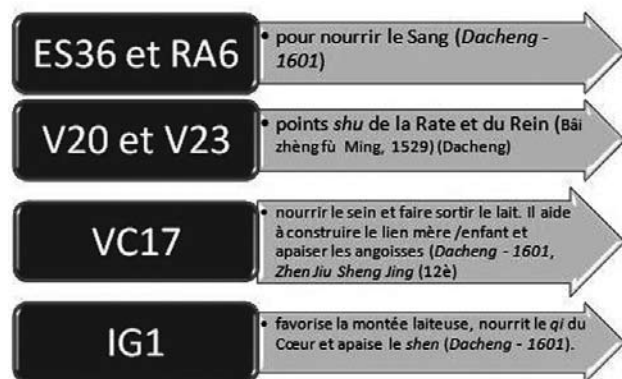 ES36 et RA6
• pour nourrir le Sang (Dacheng -
1601)
V20 et V23
• points shu de la Rate et du Rein (Bâi
zhèng fù Ming, 1529) (Dacheng)
VC17
• nourrir le sein et faire sortir le lait. Il aide
à construire le lien mère /enfant et
apaiser les angoisses (Dacheng - 1601,
Zhen Jiu Sheng Jing (12è)
IG1
• favorise la montée laiteuse, nourrit le qi du
Cœur et apaise le shen (Dacheng - 1601).